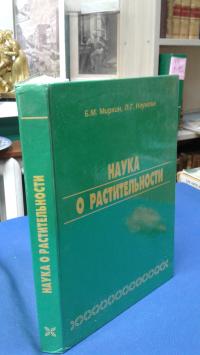 Б.М. Миркин, Л.Г. Наумова
НАУКА
О РАСТИТЕЛЬНОСТИ
НАУКА О РАСТИТЕЛЬНОСТИ